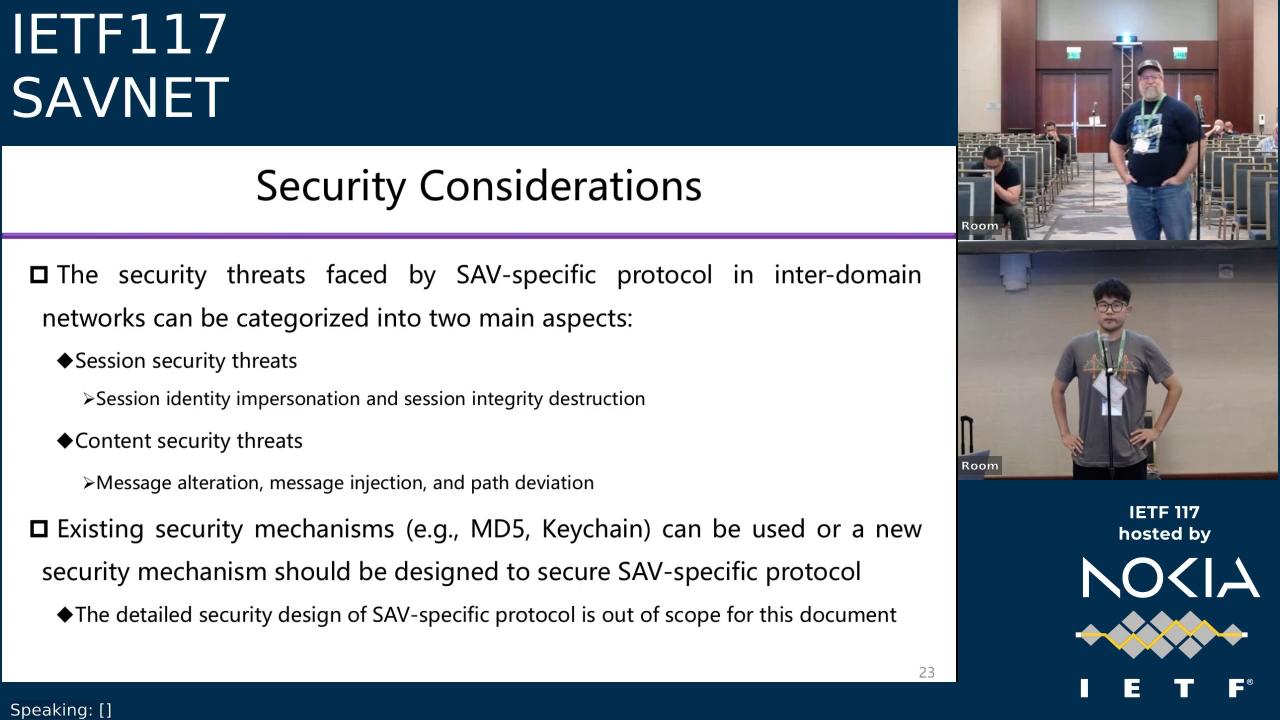 IETF117
SAVNET
Security Considerations
The security threats faced by SAV-specific protocol in inter-domain
networks can be categorized into two main aspects:
Session security threats
Session identity impersonation and session integrity destruction
Content security threats
Message alteration, message injection, and path deviation
Existing security mechanisms (e.g., MD5, Keychain) can be used or a new
security mechanism should be designed to secure SAV-specific protocol
The detailed security design of SAV-specific protocol is out of scope for this document
23
Speaking: []
Room
Room
IETF 117
hosted by
NOKIA
I E T F®